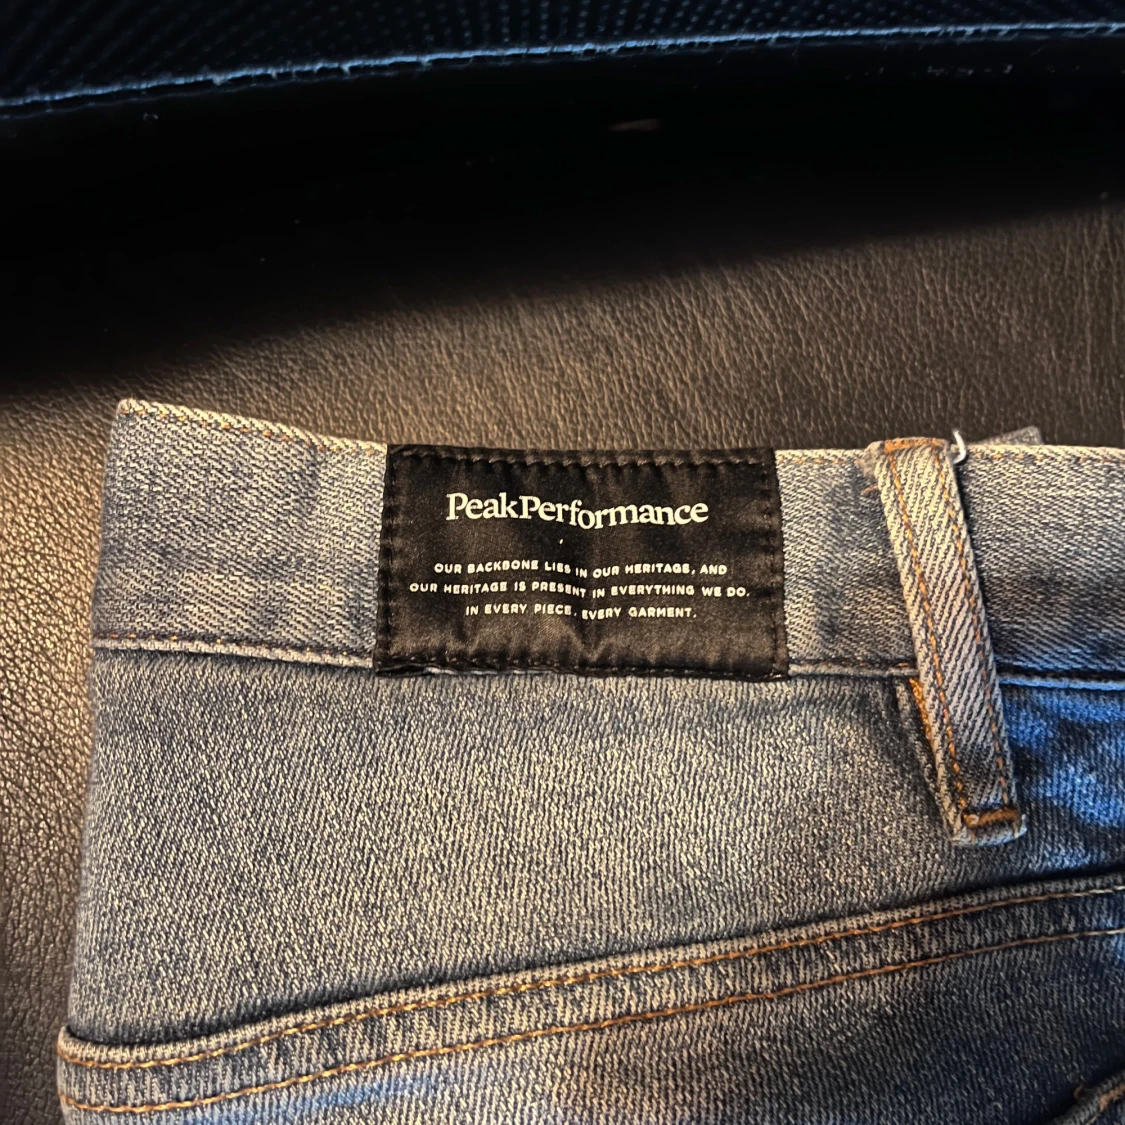 PeakPerformance
OUR BACKBONE LIES IN OUR HERITAGE, AND
OUR HERITAGE IS PRESENT IN EVERYTHING WE DO.
IN EVERY PIECE. EVERY GARMENT.